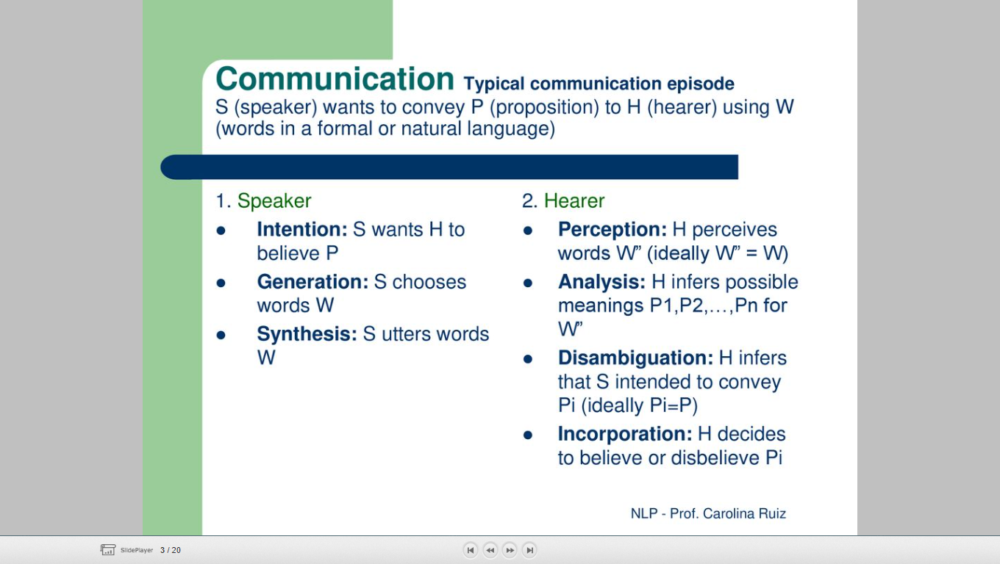 Communication Typical communication episode
S (speaker) wants to convey P (proposition) to H (hearer) using W
(words in a formal or natural language)
1. Speaker
● Intention: S wants H to
believe P
● Generation: S chooses
words W
● Synthesis: S utters words
W
2. Hearer
● Perception: H perceives
words W” (ideally W” = W)
● Analysis: H infers possible
meanings P1,P2,…,Pn for
W”
● Disambiguation: H infers
that S intended to convey
Pi (ideally Pi=P)
● Incorporation: H decides
to believe or disbelieve Pi
NLP - Prof. Carolina Ruiz
SlidePlayer 3 / 20